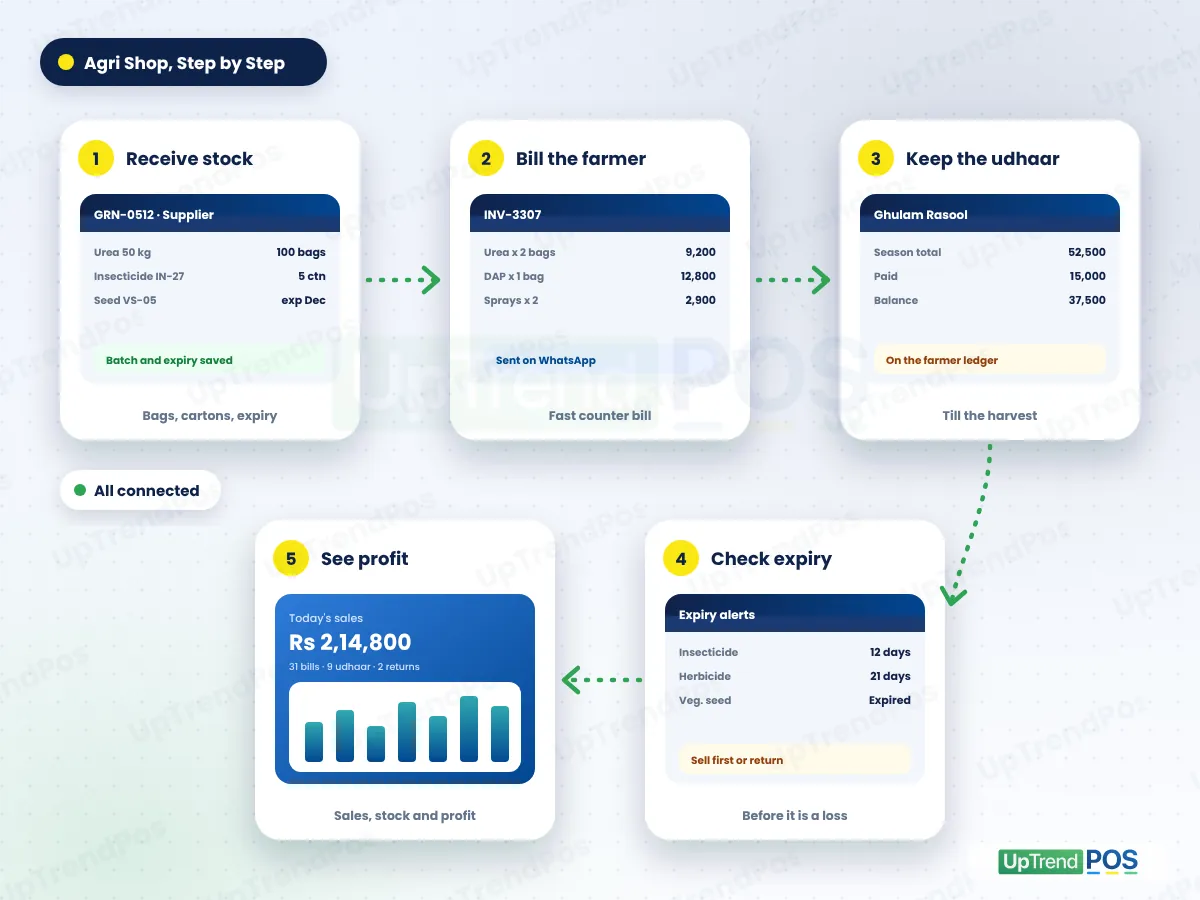 Agri Shop, Step by Step
1 Receive stock
GRN-0512 · Supplier
Urea 50 kg 100 bags
Insecticide IN-27 5 ctn
Seed VS-05 exp Dec
Batch and expiry saved
Bags, cartons, expiry
2 Bill the farmer
INV-3307
Urea x 2 bags 9,200
DAP x 1 bag 12,800
Sprays x 2 2,900
Sent on WhatsApp
Fast counter bill
3 Keep the udhaar
Ghulam Rasool
Season total 52,500
Paid 15,000
Balance 37,500
On the farmer ledger
Till the harvest
All connected
5 See profit
Today's sales
Rs 2,14,800
31 bills · 9 udhaar · 2 returns
Sales, stock and profit
4 Check expiry
Expiry alerts
Insecticide 12 days
Herbicide 21 days
Veg. seed Expired
Sell first or return
Before it is a loss
UpTrendPOS